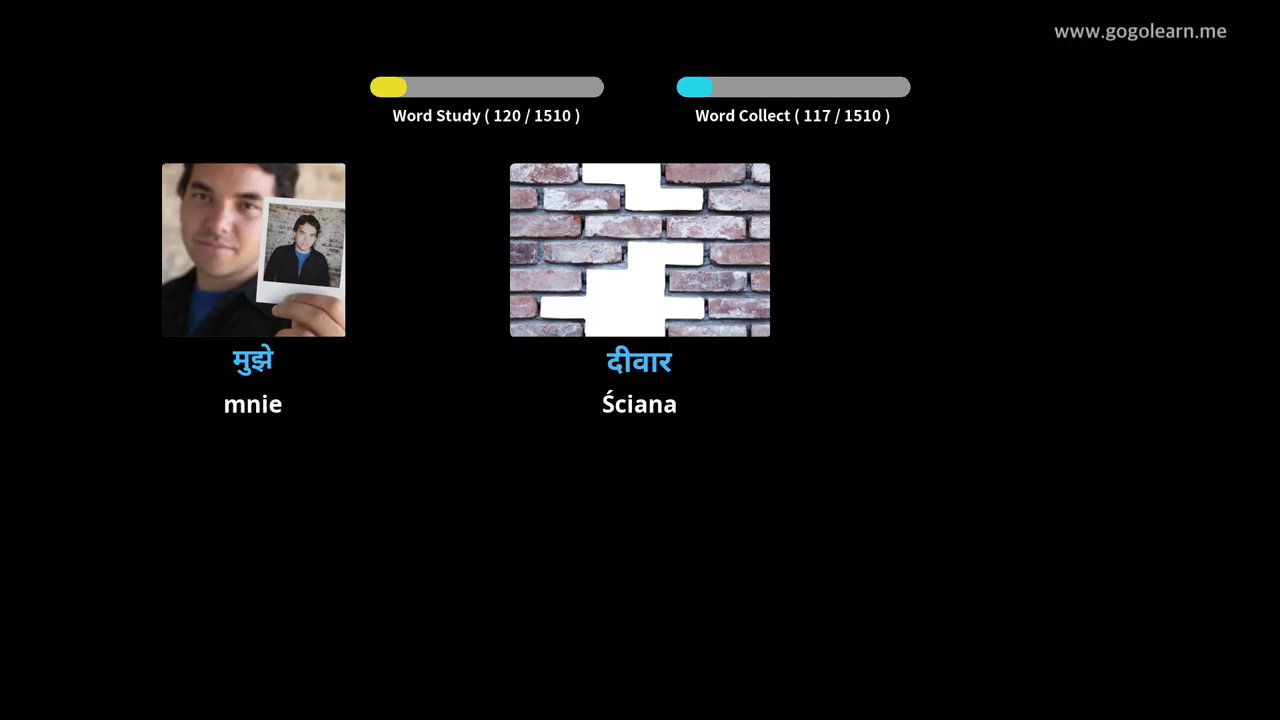 www.gogolearn.me
Word Study ( 120 / 1510 )
Word Collect ( 117 / 1510 )
मुझे
mnie
दीवार
Ściana